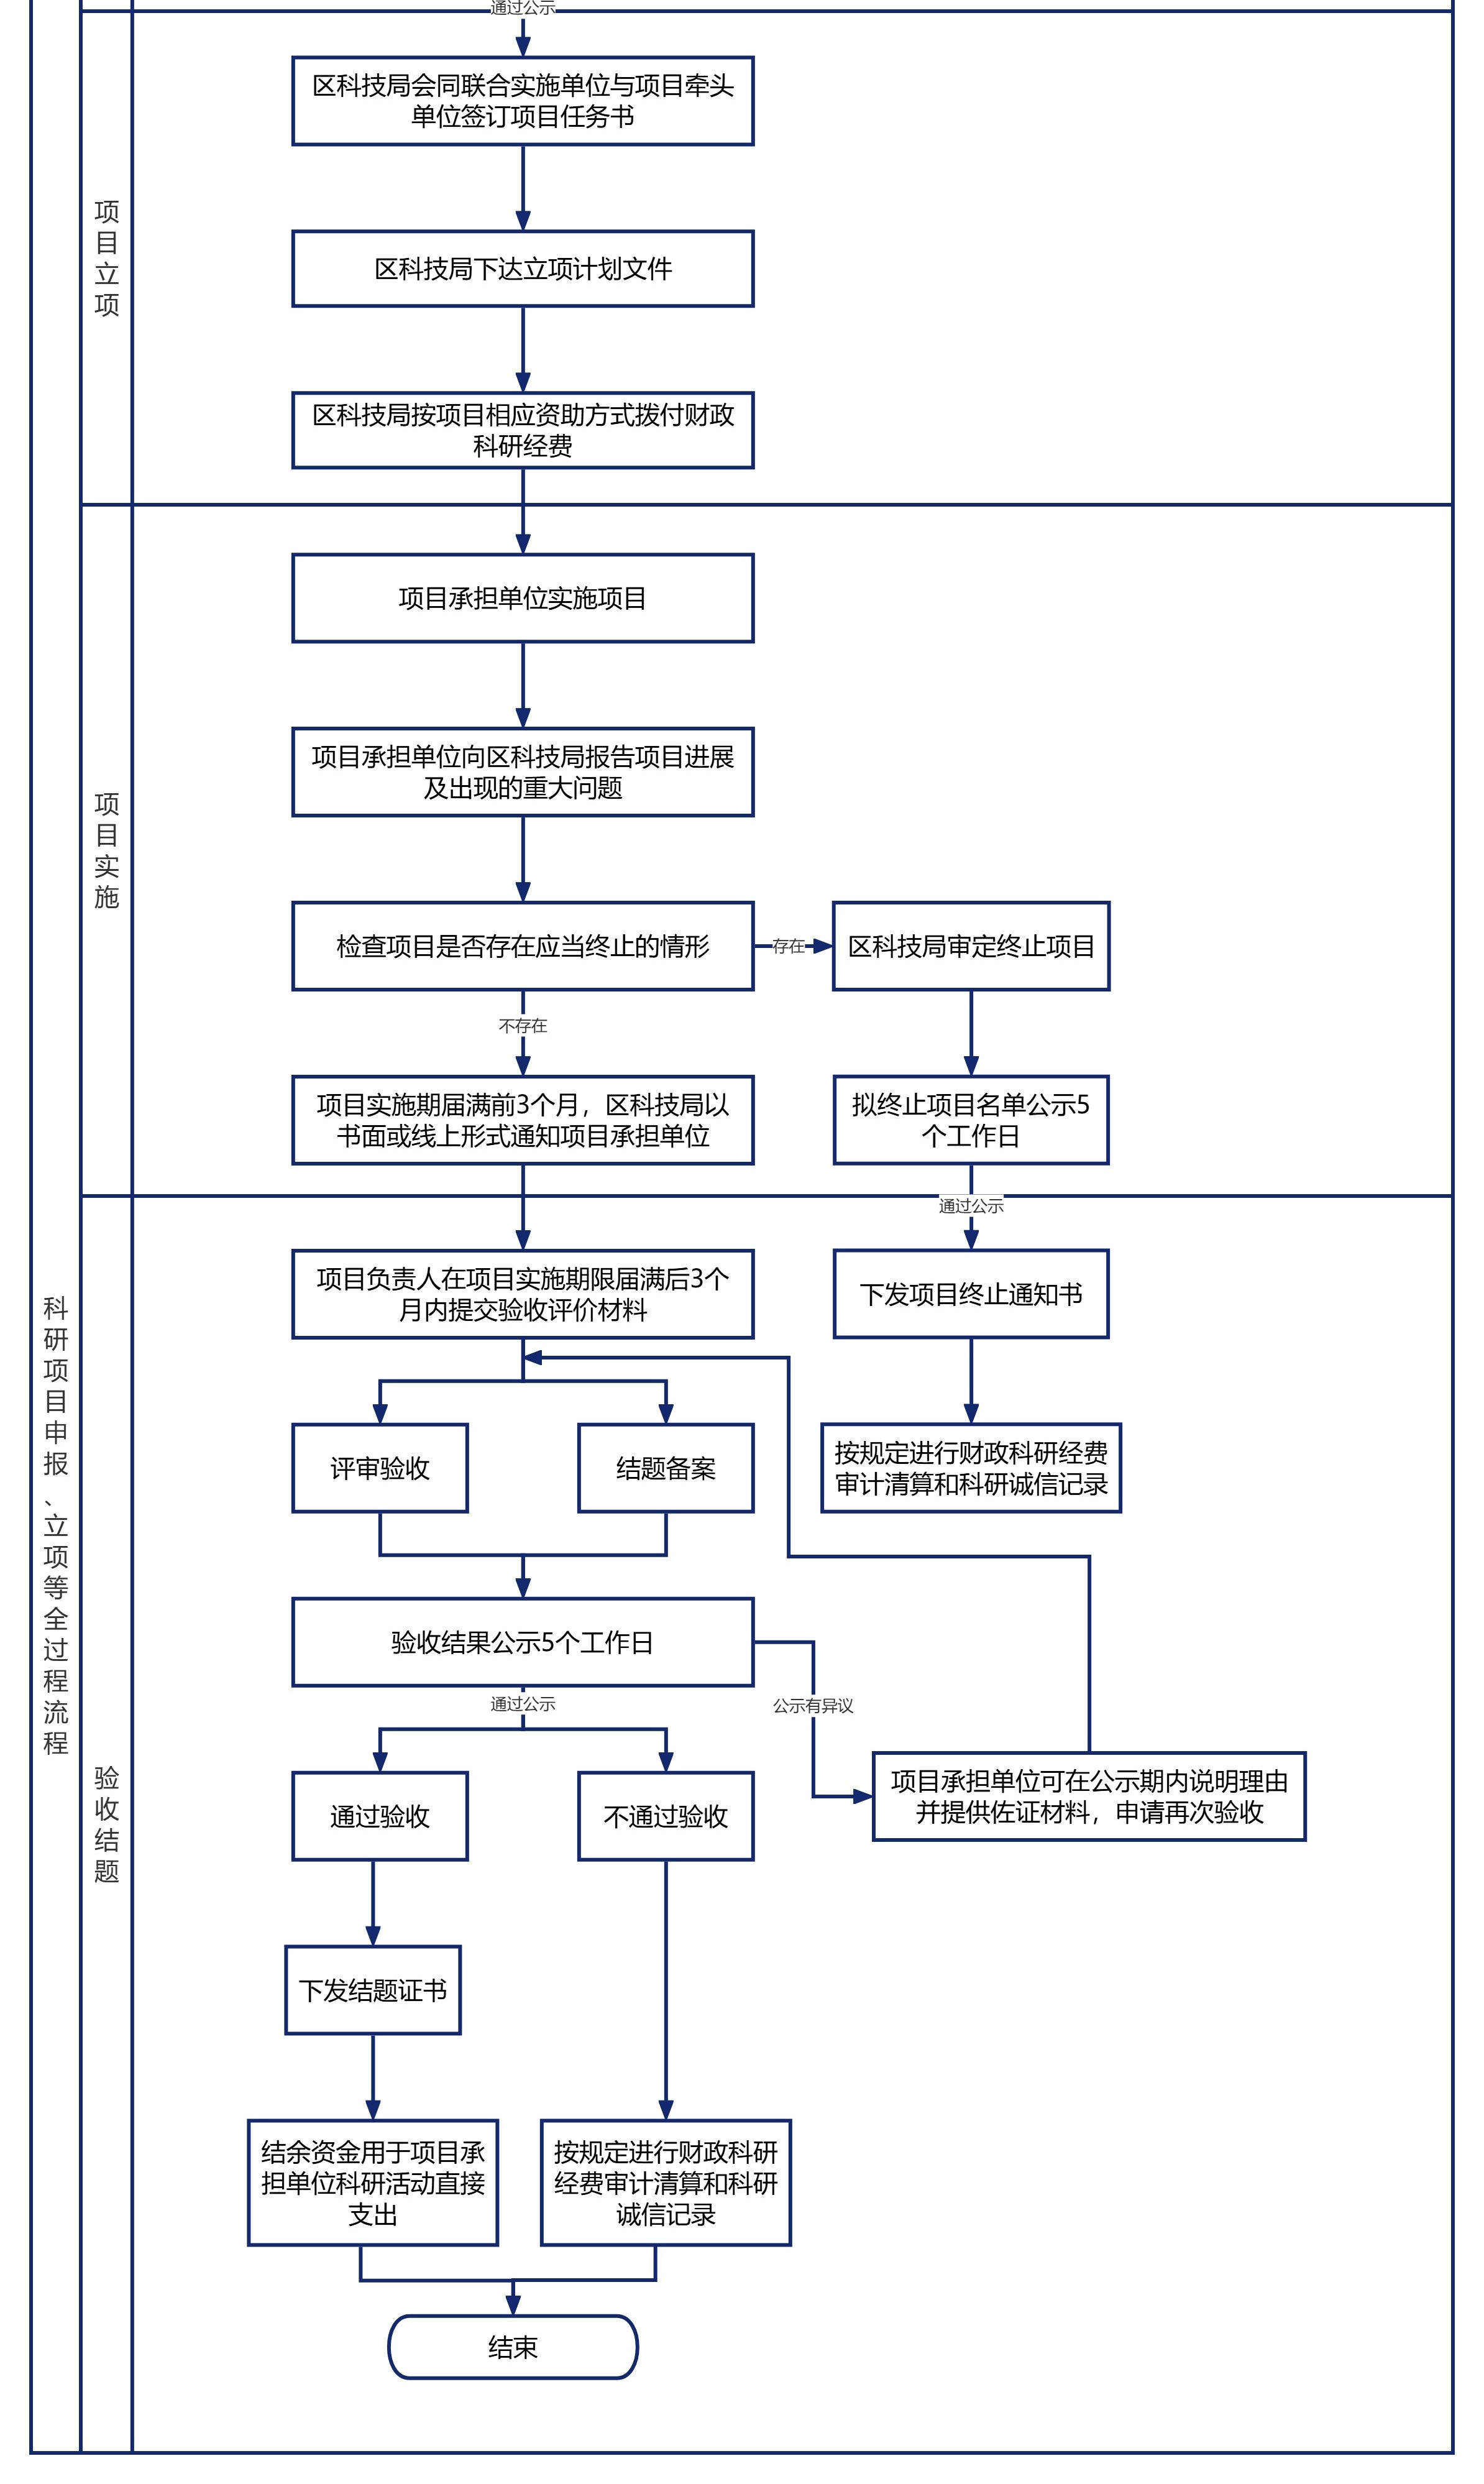 通过公示
区科技局会同联合实施单位与项目牵头
单位签订项目任务书
项目立项
区科技局下达立项计划文件
区科技局按项目相应资助方式拨付财政
科研经费
项目承担单位实施项目
项目承担单位向区科技局报告项目进展
及出现的重大问题
项目实施
检查项目是否存在应当终止的情形
存在
区科技局审定终止项目
不存在
项目实施期届满前3个月，区科技局以
书面或线上形式通知项目承担单位
拟终止项目名单公示5
个工作日
通过公示
科研项目申报、立项等全过程流程
项目负责人在项目实施期限届满后3个
月内提交验收评价材料
下发项目终止通知书
评审验收
结题备案
按规定进行财政科研经费
审计清算和科研诚信记录
验收结果公示5个工作日
通过公示
公示有异议
验收结题
通过验收
不通过验收
项目承担单位可在公示期内说明理由
并提供佐证材料，申请再次验收
下发结题证书
结余资金用于项目承
担单位科研活动直接
支出
按规定进行财政科研
经费审计清算和科研
诚信记录
结束